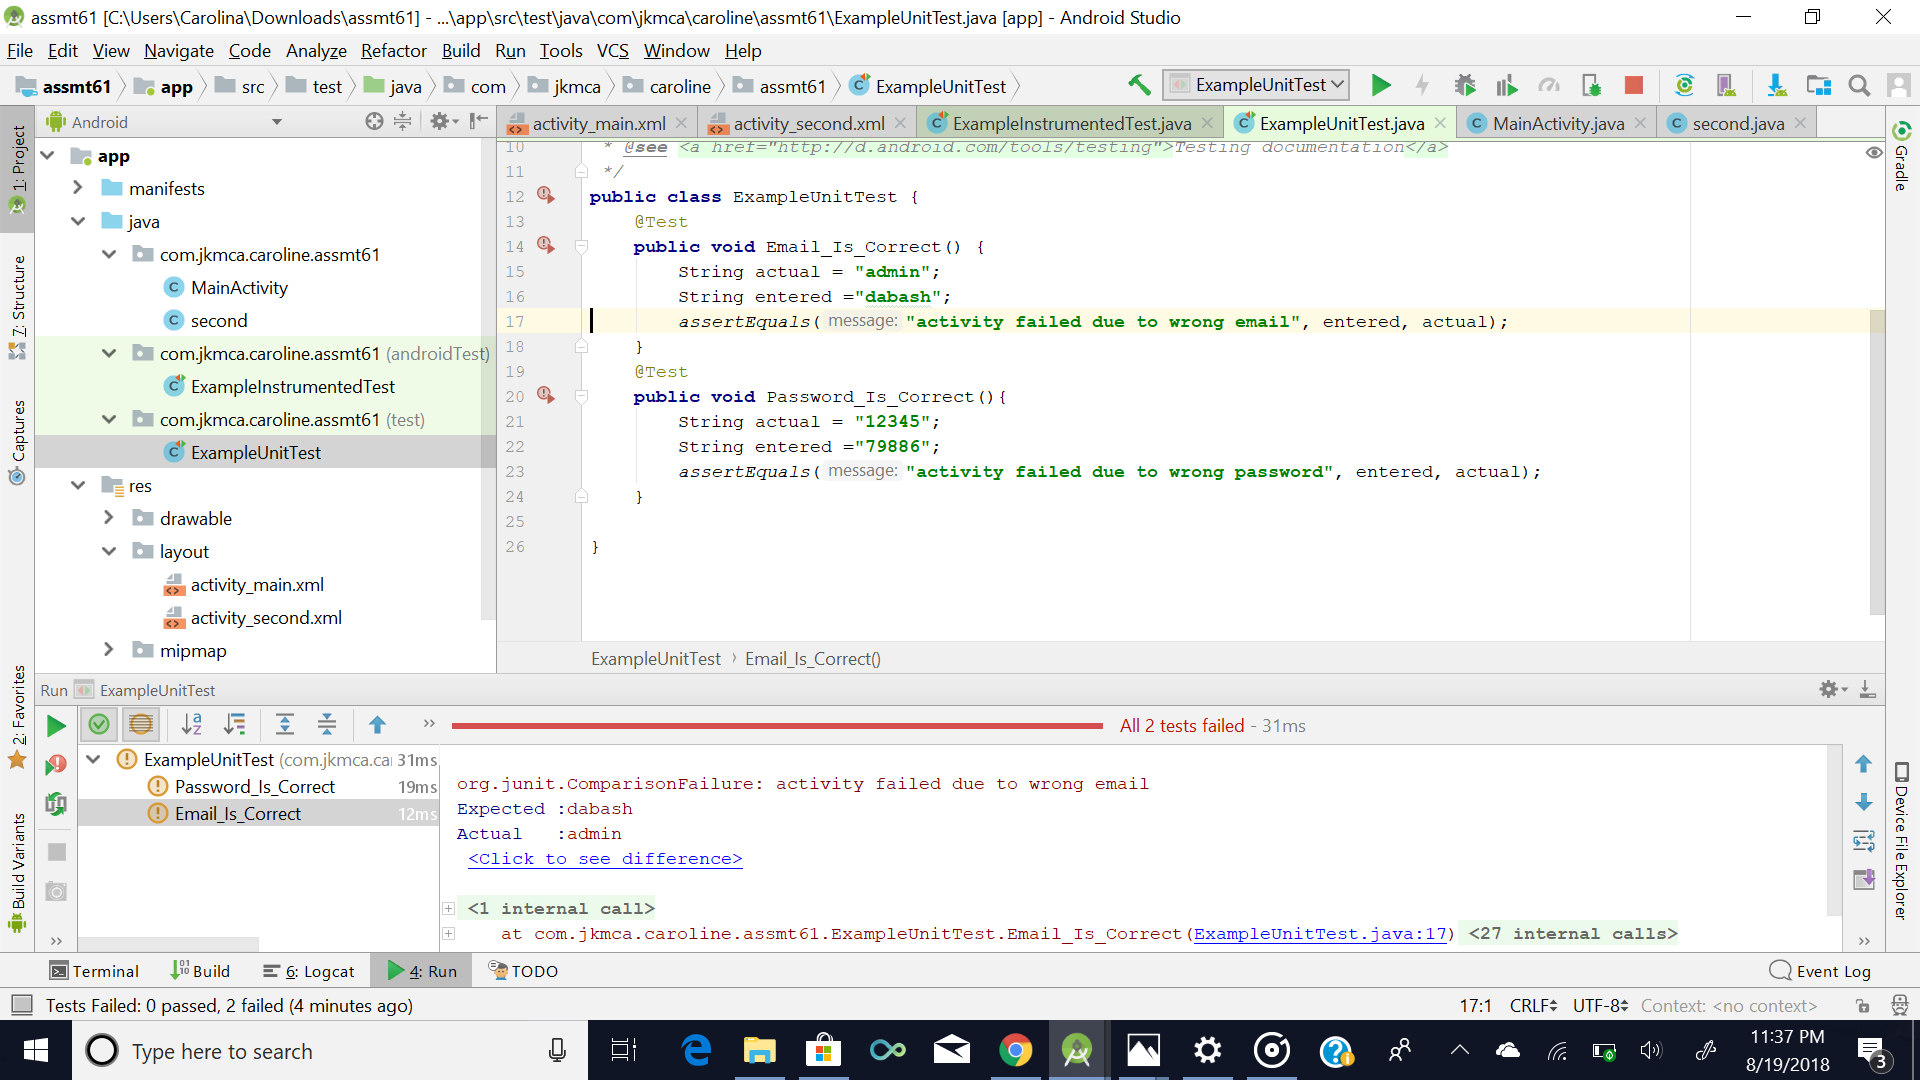 assmt61 [C:\Users\Carolina\Downloads\assmt61] - ...\app\src\test\java\com\jkmca\caroline\assmt61\ExampleUnitTest.java [app] - Android Studio
File Edit View Navigate Code Analyze Refactor Build Run Tools VCS Window Help
assmt61 app src test java com jkmca caroline assmt61 ExampleUnitTest ExampleUnitTest
Android
activity_main.xml activity_second.xml ExampleInstrumentedTest.java ExampleUnitTest.java MainActivity.java second.java
1: Project
7: Structure
Captures
2: Favorites
Build Variants
app
manifests
java
com.jkmca.caroline.assmt61
MainActivity
second
com.jkmca.caroline.assmt61 (androidTest)
ExampleInstrumentedTest
com.jkmca.caroline.assmt61 (test)
ExampleUnitTest
res
drawable
layout
activity_main.xml
activity_second.xml
mipmap
10 * @see <a href="http://d.android.com/tools/testing">Testing documentation</a>
11 */
12 public class ExampleUnitTest {
13 @Test
14 public void Email_Is_Correct() {
15 String actual = "admin";
16 String entered ="dabash";
17 assertEquals( message: "activity failed due to wrong email", entered, actual);
18 }
19 @Test
20 public void Password_Is_Correct(){
21 String actual = "12345";
22 String entered ="79886";
23 assertEquals( message: "activity failed due to wrong password", entered, actual);
24 }
25
26 }
ExampleUnitTest › Email_Is_Correct()
Gradle
Device File Explorer
Run ExampleUnitTest
All 2 tests failed - 31ms
ExampleUnitTest (com.jkmca.ca 31ms
Password_Is_Correct 19ms
Email_Is_Correct 12ms
org.junit.ComparisonFailure: activity failed due to wrong email
Expected :dabash
Actual :admin
<Click to see difference>
<1 internal call>
at com.jkmca.caroline.assmt61.ExampleUnitTest.Email_Is_Correct(ExampleUnitTest.java:17) <27 internal calls>
Terminal Build 6: Logcat 4: Run TODO Event Log
Tests Failed: 0 passed, 2 failed (4 minutes ago) 17:1 CRLF UTF-8 Context: <no context>
Type here to search
11:37 PM
8/19/2018
3